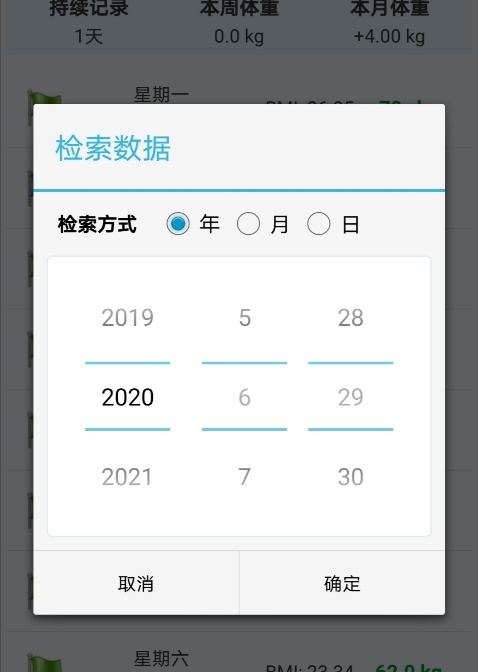 持续记录 本周体重 本月体重
1天 0.0 kg +4.00 kg
星期一
检索数据
检索方式 年 月 日
2019 5 28
2020 6 29
2021 7 30
取消 确定
星期六
BMI: 23.34 62.0 kg